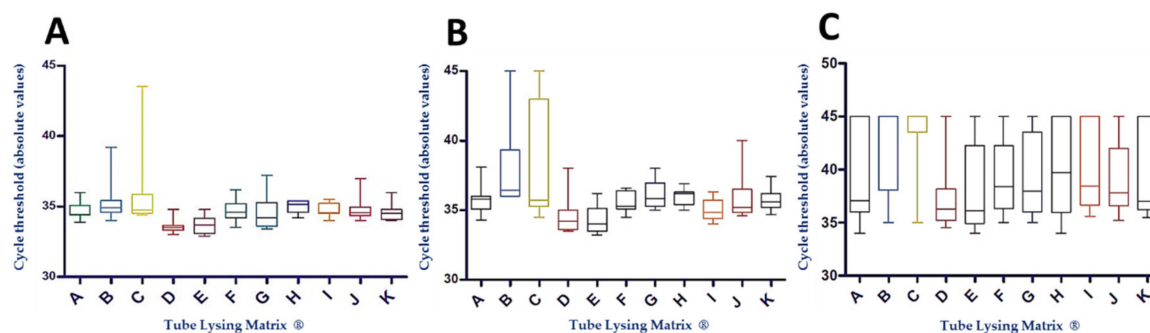 A
Cycle threshold (absolute values)
45
40
35
30
A B C D E F G H I J K
Tube Lysing Matrix ®
B
Cycle threshold (absolute values)
45
40
35
30
A B C D E F G H I J K
Tube Lysing Matrix ®
C
Cycle threshold (absolute values)
50
45
40
35
30
A B C D E F G H I J K
Tube Lysing Matrix ®